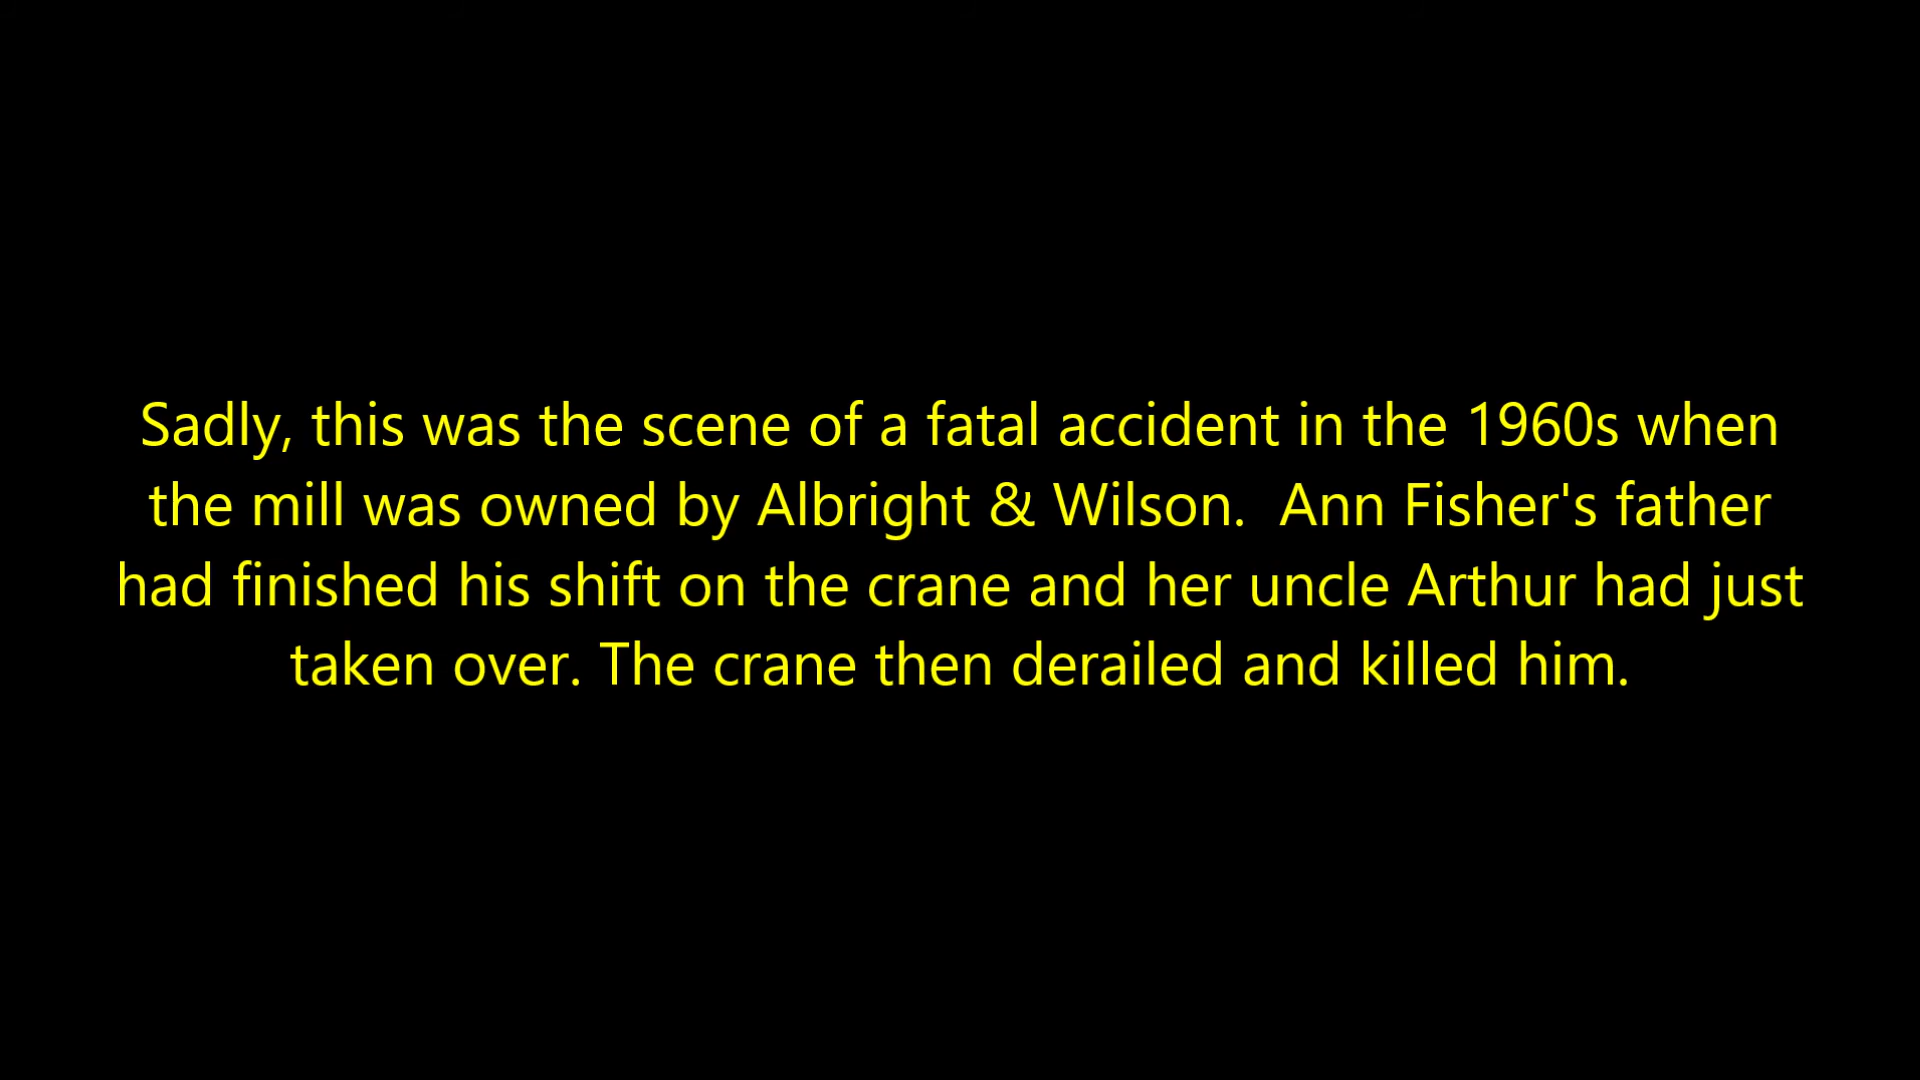 Sadly, this was the scene of a fatal accident in the 1960s when
the mill was owned by Albright & Wilson.  Ann Fisher's father
had finished his shift on the crane and her uncle Arthur had just
taken over. The crane then derailed and killed him.